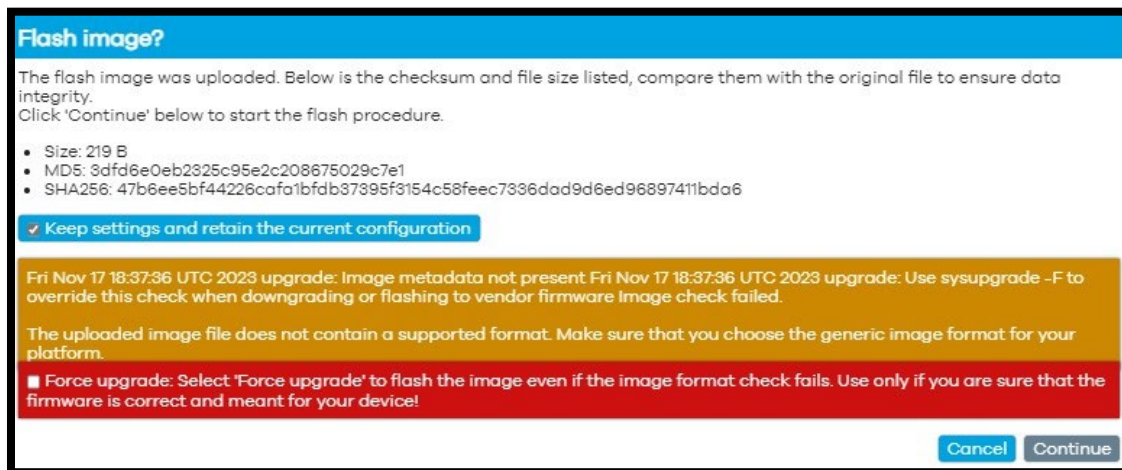 Flash image?
The flash image was uploaded. Below is the checksum and file size listed, compare them with the original file to ensure data
integrity.
Click 'Continue' below to start the flash procedure.
Size: 219 B
MD5: 3dfd6e0eb2325c95e2c208675029c7e1
SHA256: 47b6ee5bf44226cafa1bfdb37395f3154c58feec7336dad9d6ed96897411bda6
Keep settings and retain the current configuration
Fri Nov 17 18:37:36 UTC 2023 upgrade: Image metadata not present Fri Nov 17 18:37:36 UTC 2023 upgrade: Use sysupgrade -F to
override this check when downgrading or flashing to vendor firmware Image check failed.
The uploaded image file does not contain a supported format. Make sure that you choose the generic image format for your
platform.
Force upgrade: Select 'Force upgrade' to flash the image even if the image format check fails. Use only if you are sure that the
firmware is correct and meant for your device!
Cancel Continue